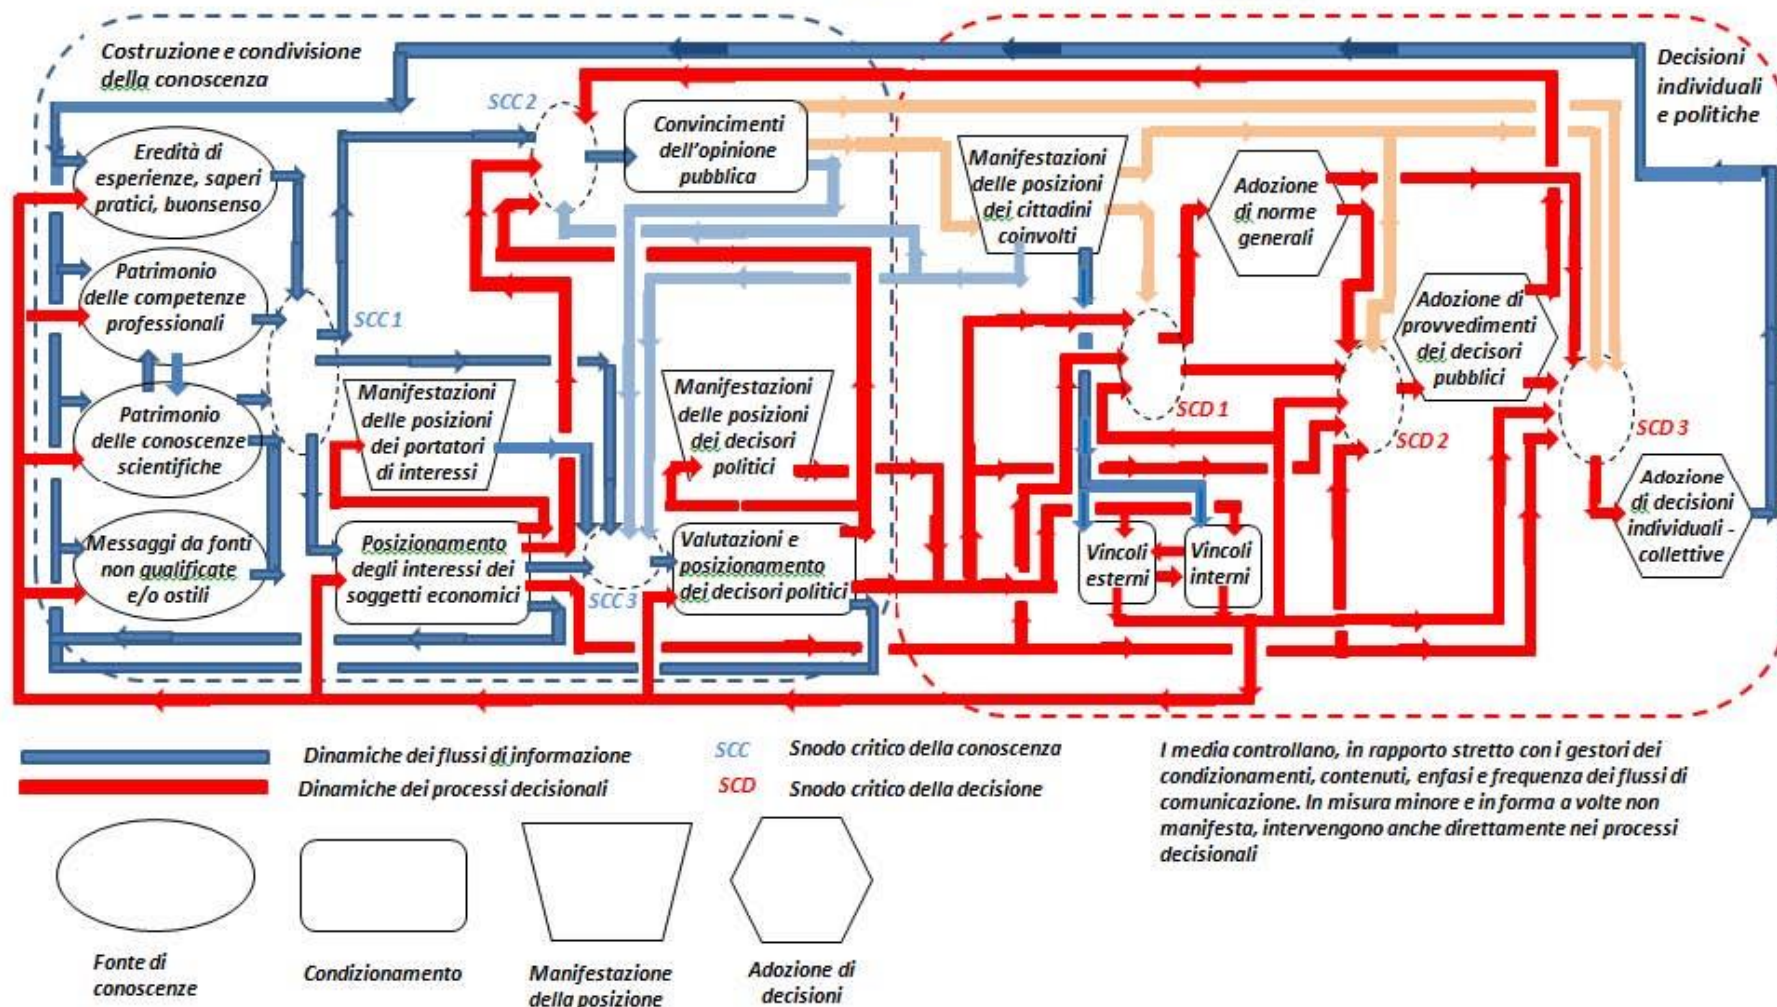 Costruzione e condivisione
della conoscenza
Decisioni
individuali
e politiche
SCC 2
Convincimenti
dell'opinione
pubblica
Eredità di
esperienze, saperi
pratici, buonsenso
Manifestazioni
delle posizioni
dei cittadini
coinvolti
Adozione
di norme
generali
Patrimonio
delle competenze
professionali
SCC 1
Adozione di
provvedimenti
dei decisori
pubblici
Manifestazioni
delle posizioni
dei portatori
di interessi
Manifestazioni
delle posizioni
dei decisori
politici
SCD 1
SCD 2
SCD 3
Patrimonio
delle conoscenze
scientifiche
Adozione
di decisioni
individuali -
collettive
Messaggi da fonti
non qualificate
e/o ostili
Posizionamento
degli interessi dei
soggetti economici
SCC 3
Valutazioni e
posizionamento
dei decisori politici
Vincoli
esterni
Vincoli
interni
Dinamiche dei flussi di informazione
Dinamiche dei processi decisionali
SCC Snodo critico della conoscenza
SCD Snodo critico della decisione
I media controllano, in rapporto stretto con i gestori dei
condizionamenti, contenuti, enfasi e frequenza dei flussi di
comunicazione. In misura minore e in forma a volte non
manifesta, intervengono anche direttamente nei processi
decisionali
Fonte di
conoscenze
Condizionamento
Manifestazione
della posizione
Adozione di
decisioni